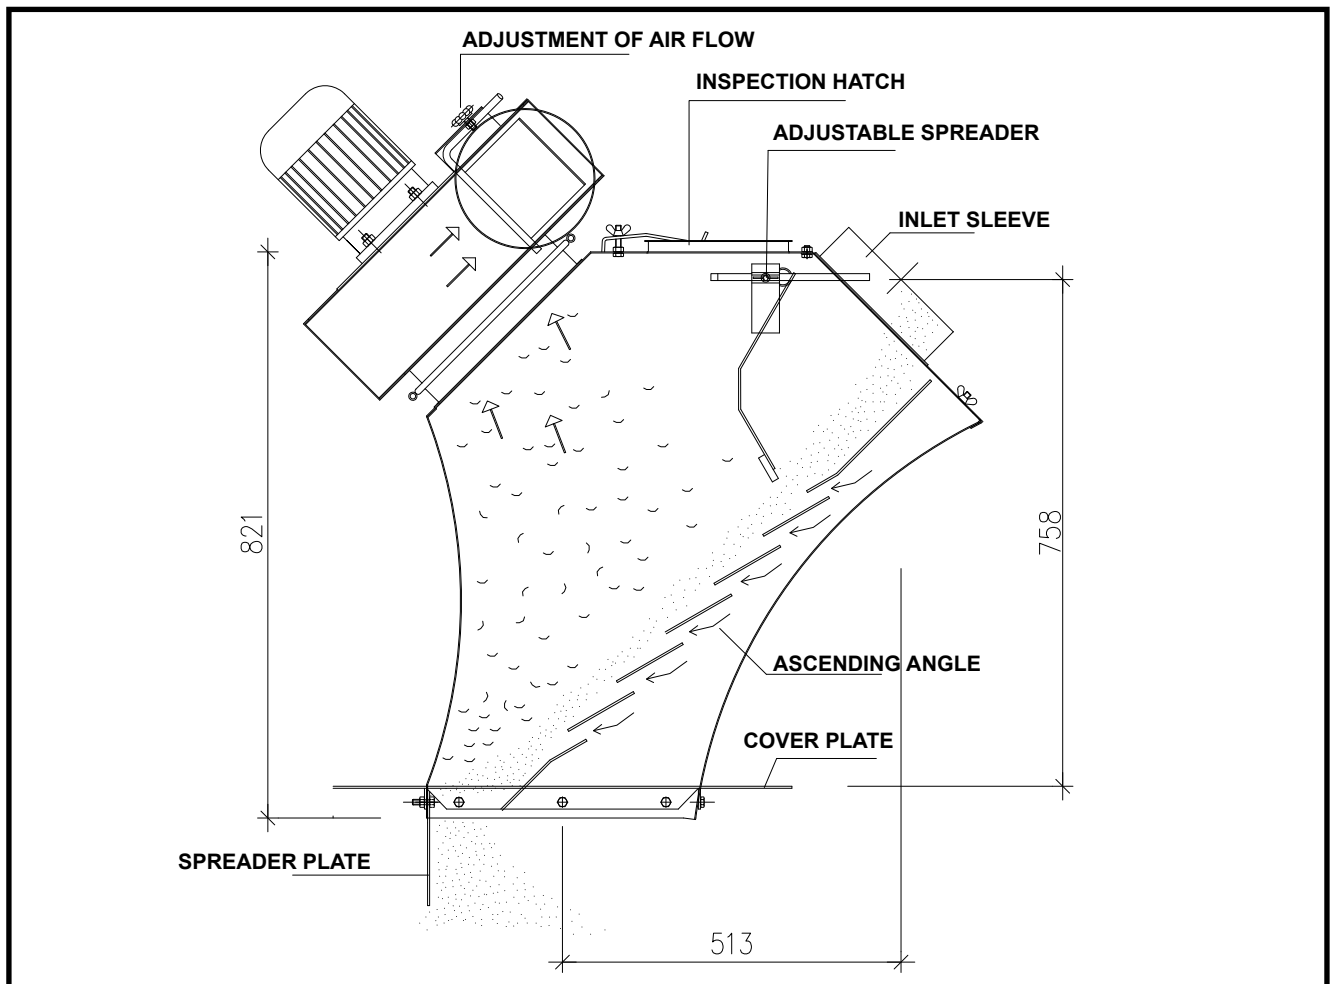 ADJUSTMENT OF AIR FLOW
INSPECTION HATCH
ADJUSTABLE SPREADER
INLET SLEEVE
821
758
ASCENDING ANGLE
COVER PLATE
SPREADER PLATE
513